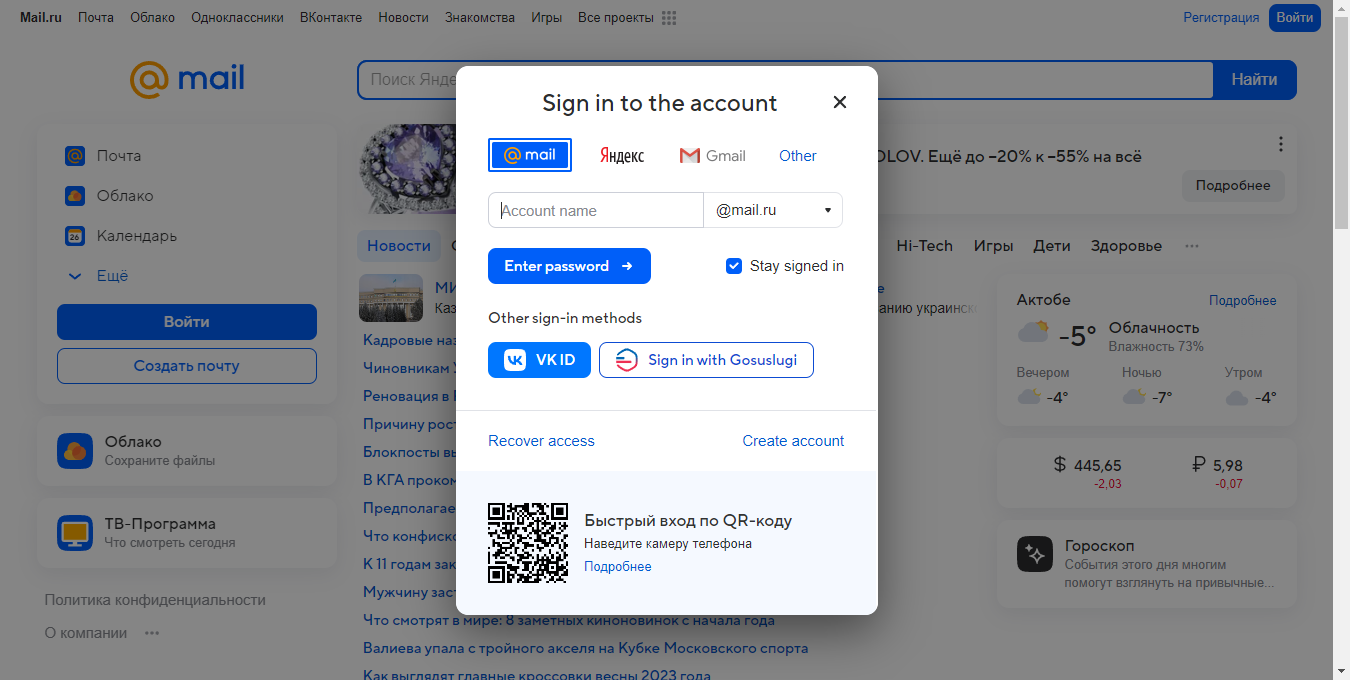 Mail.ru Почта Облако Одноклассники ВКонтакте Новости Знакомства Игры Все проекты
Регистрация Войти
mail
Поиск Янде
Найти
Почта
Облако
Календарь
Ещё
Войти
Создать почту
Облако
Сохраните файлы
ТВ-Программа
Что смотреть сегодня
Политика конфиденциальности
О компании
OLOV. Ещё до −20% к −55% на всё
Подробнее
Новости
Hi-Tech Игры Дети Здоровье
анию украинск
Кадровые наз
Чиновникам
Реновация в
Причину рос
Блокпосты вы
В КГА проком
Предполагае
Что конфиск
К 11 годам зак
Мужчину заст
Что смотрят в мире: 8 заметных киноновинок с начала года
Валиева упала с тройного акселя на Кубке Московского спорта
Как выглядят главные кроссовки весны 2023 года
Sign in to the account
mail Яндекс Gmail Other
Account name @mail.ru
Enter password
Stay signed in
Other sign-in methods
VK ID
Sign in with Gosuslugi
Recover access
Create account
Быстрый вход по QR-коду
Наведите камеру телефона
Подробнее
Актобе Подробнее
-5° Облачность
Влажность 73%
Вечером Ночью Утром
-4° -7° -4°
$ 445,65 ₽ 5,98
-2,03 -0,07
Гороскоп
События этого дня многим
помогут взглянуть на привычные...